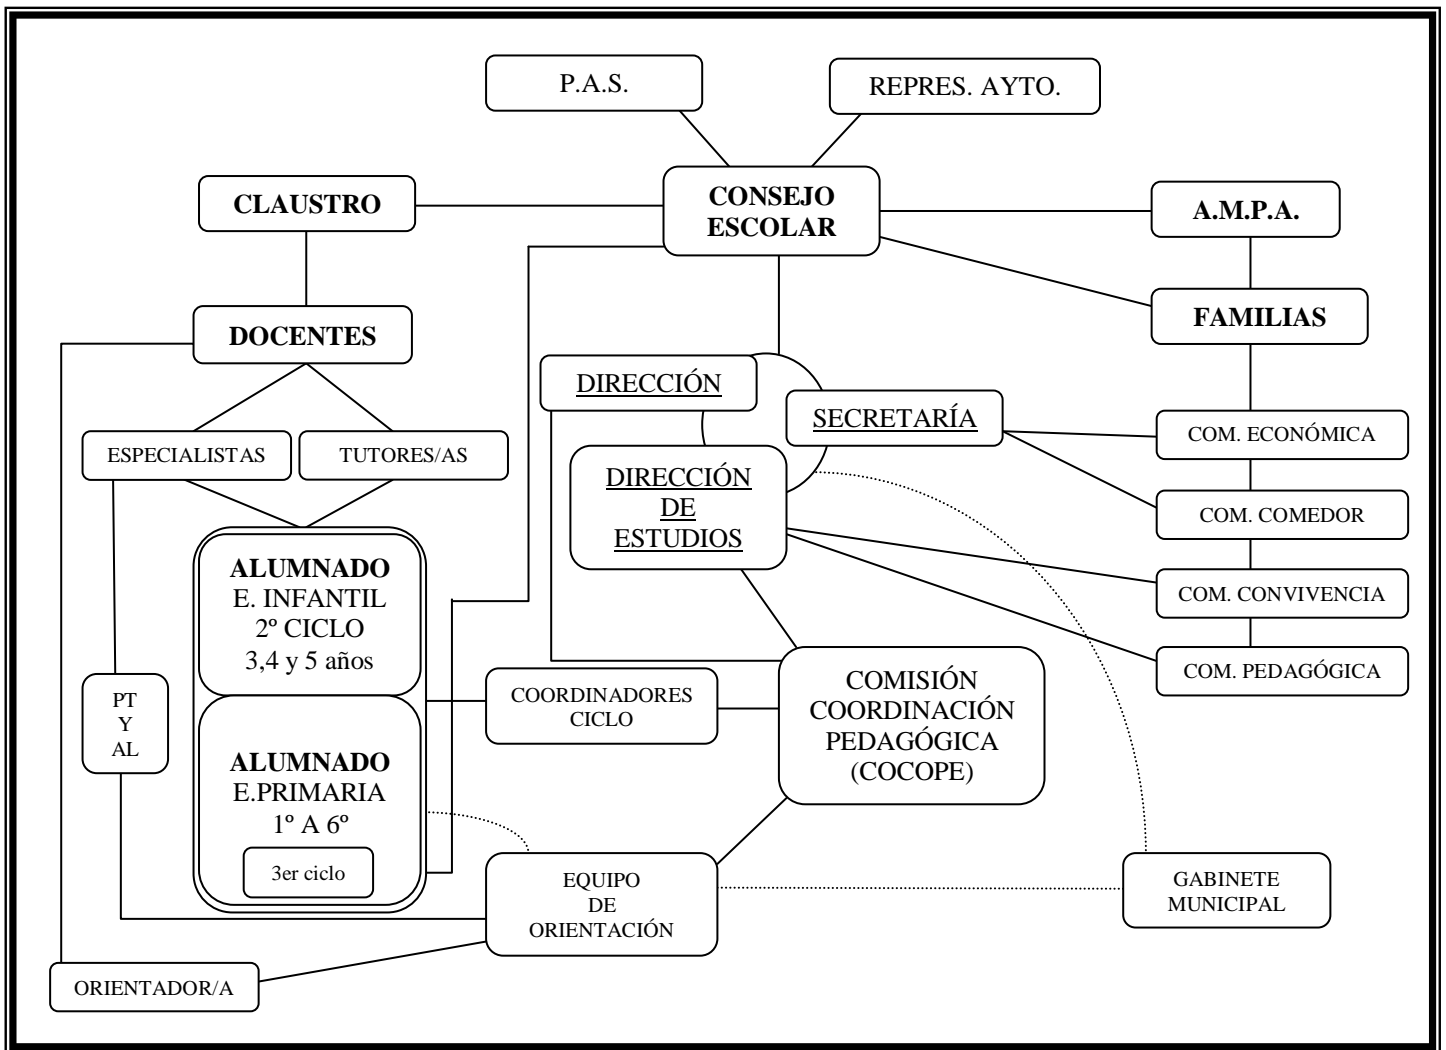 P.A.S.
REPRES. AYTO.
CLAUSTRO
CONSEJO
ESCOLAR
A.M.P.A.
DOCENTES
FAMILIAS
DIRECCIÓN
SECRETARÍA
ESPECIALISTAS
TUTORES/AS
COM. ECONÓMICA
DIRECCIÓN
DE
ESTUDIOS
COM. COMEDOR
ALUMNADO
E. INFANTIL
2º CICLO
3,4 y 5 años
COM. CONVIVENCIA
COM. PEDAGÓGICA
PT
Y
AL
COORDINADORES
CICLO
COMISIÓN
COORDINACIÓN
PEDAGÓGICA
(COCOPE)
ALUMNADO
E.PRIMARIA
1º A 6º
3er ciclo
EQUIPO
DE
ORIENTACIÓN
GABINETE
MUNICIPAL
ORIENTADOR/A